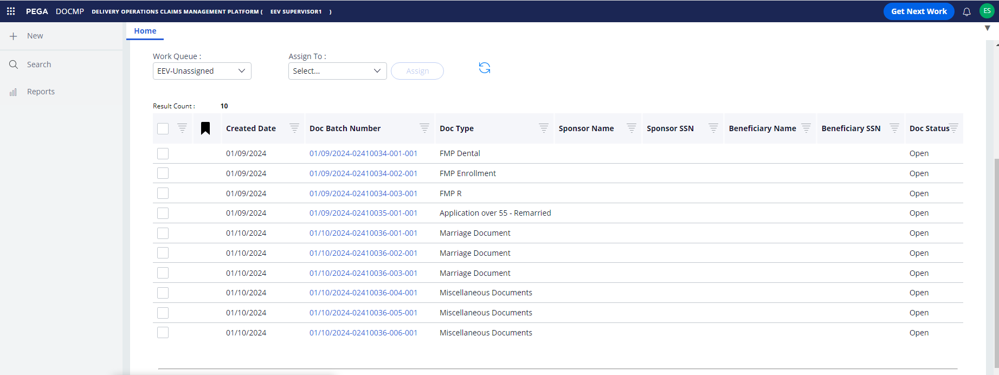 PEGA DOCMP DELIVERY OPERATIONS CLAIMS MANAGEMENT PLATFORM ( EEV SUPERVISOR1 ) Get Next Work ES
New
Search
Reports
Home
Work Queue : Assign To :
EEV-Unassigned Select... Assign
Result Count : 10
Created Date Doc Batch Number Doc Type Sponsor Name Sponsor SSN Beneficiary Name Beneficiary SSN Doc Status
01/09/2024 01/09/2024-02410034-001-001 FMP Dental Open
01/09/2024 01/09/2024-02410034-002-001 FMP Enrollment Open
01/09/2024 01/09/2024-02410034-003-001 FMP R Open
01/09/2024 01/09/2024-02410035-001-001 Application over 55 - Remarried Open
01/10/2024 01/10/2024-02410036-001-001 Marriage Document Open
01/10/2024 01/10/2024-02410036-002-001 Marriage Document Open
01/10/2024 01/10/2024-02410036-003-001 Marriage Document Open
01/10/2024 01/10/2024-02410036-004-001 Miscellaneous Documents Open
01/10/2024 01/10/2024-02410036-005-001 Miscellaneous Documents Open
01/10/2024 01/10/2024-02410036-006-001 Miscellaneous Documents Open